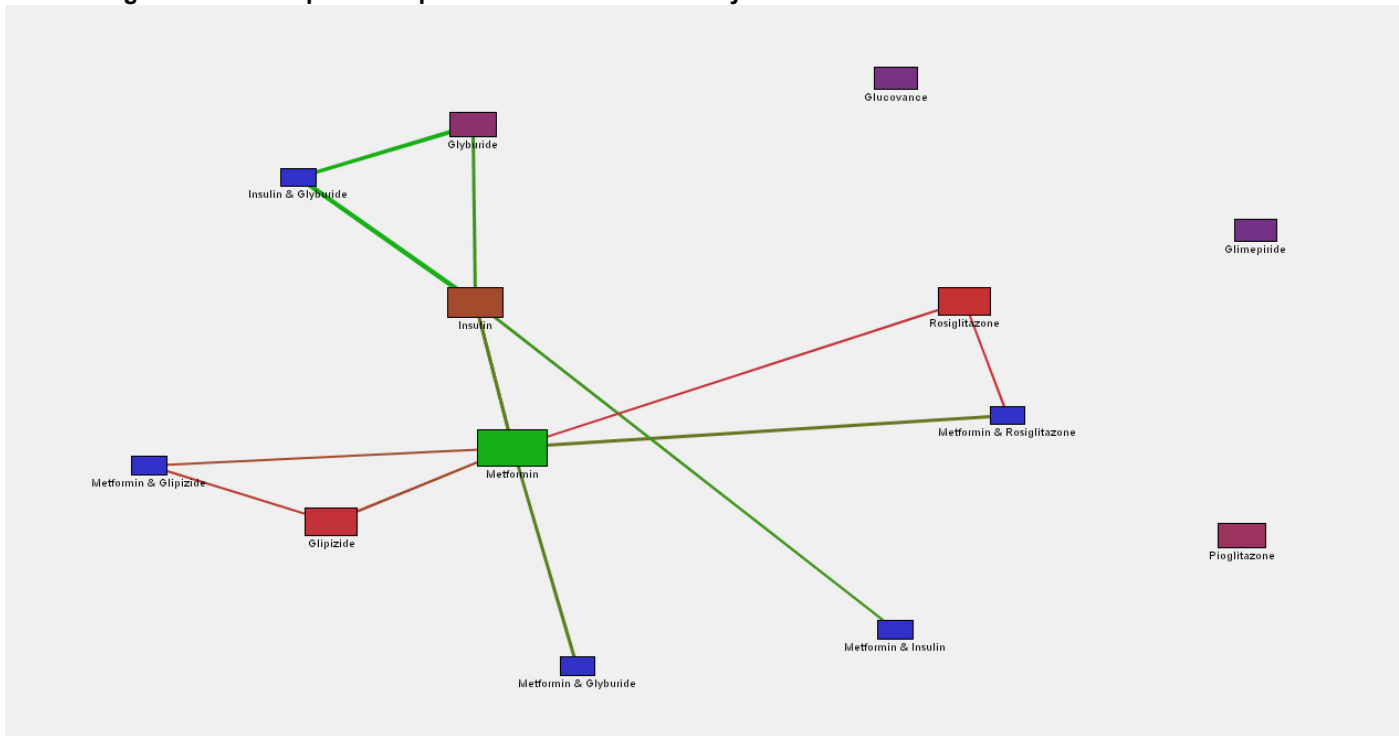 Glucovance
Glyburide
Insulin & Glyburide
Glimepiride
Insulin
Rosiglitazone
Metformin & Rosiglitazone
Metformin
Metformin & Glipizide
Glipizide
Pioglitazone
Metformin & Insulin
Metformin & Glyburide